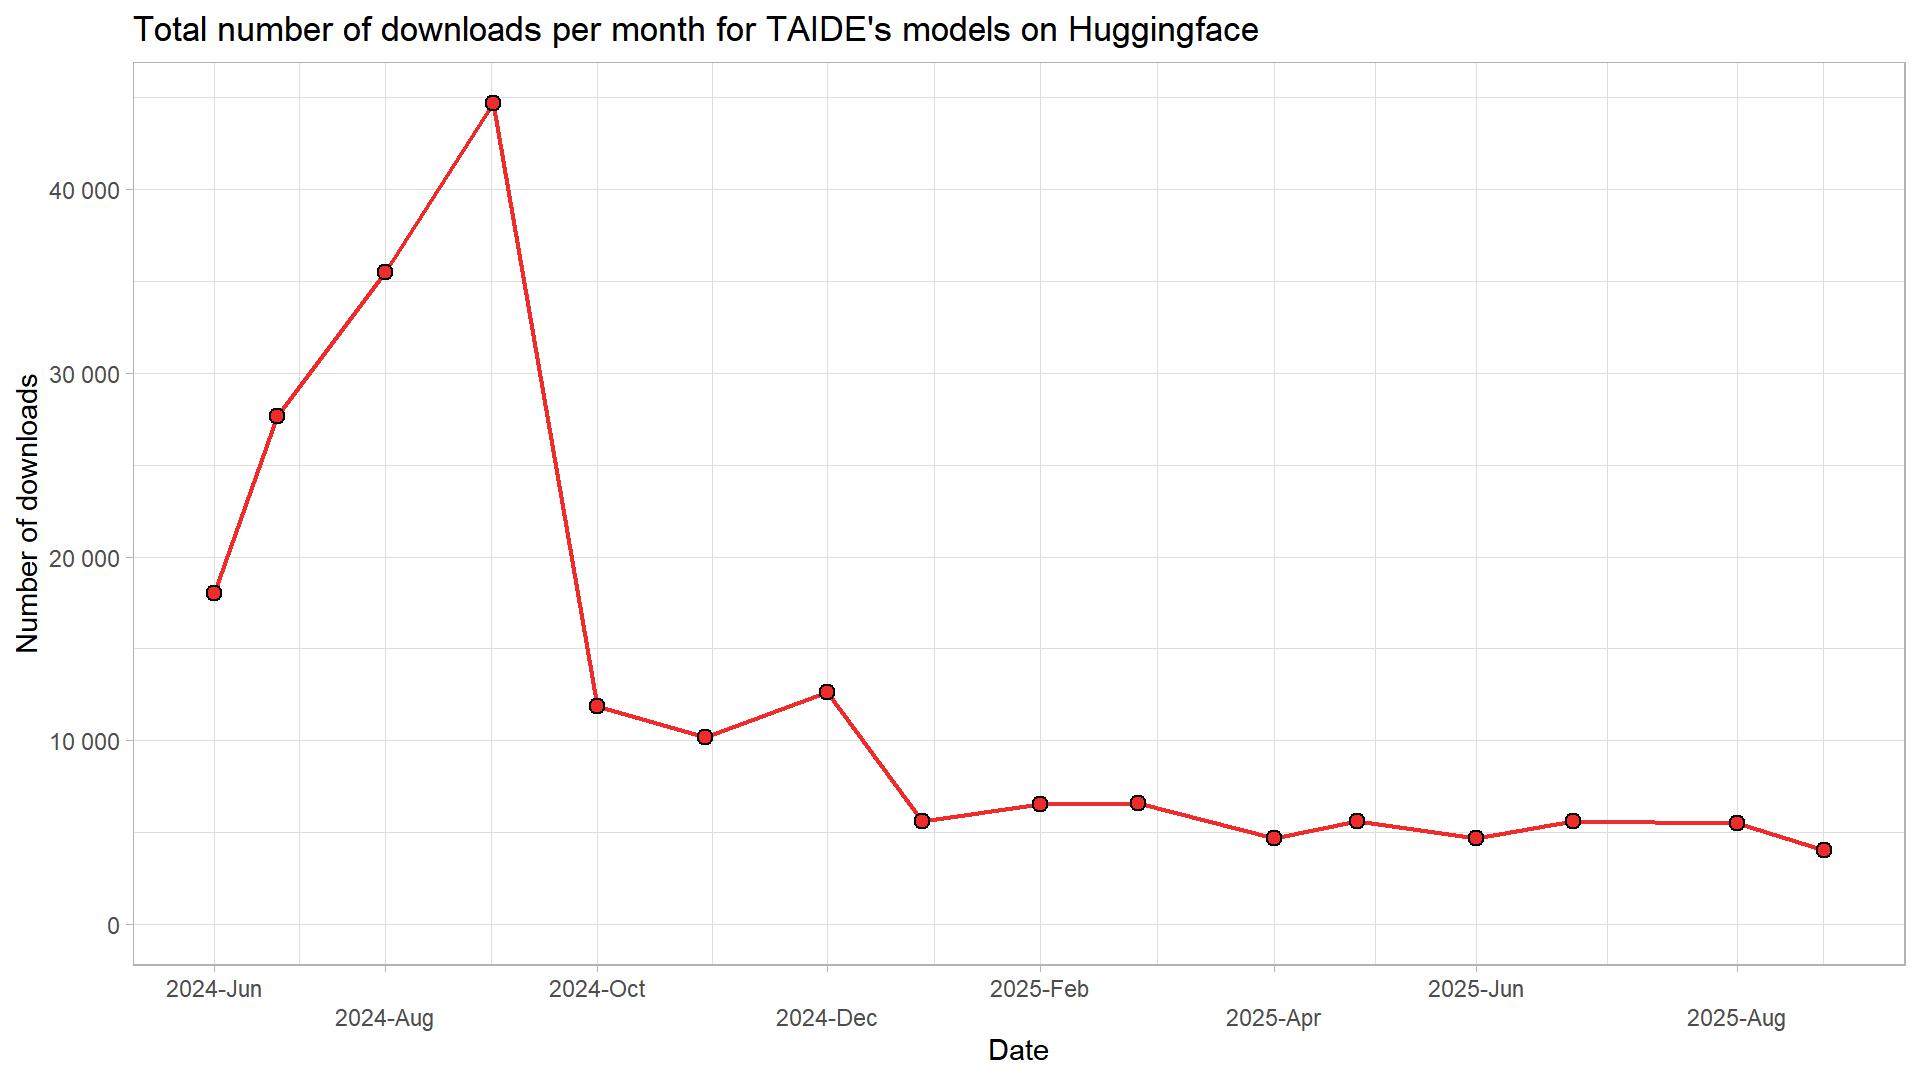 Total number of downloads per month for TAIDE's models on Huggingface
Number of downloads
40 000
30 000
20 000
10 000
0
2024-Jun
2024-Aug
2024-Oct
2024-Dec
2025-Feb
2025-Apr
2025-Jun
2025-Aug
Date